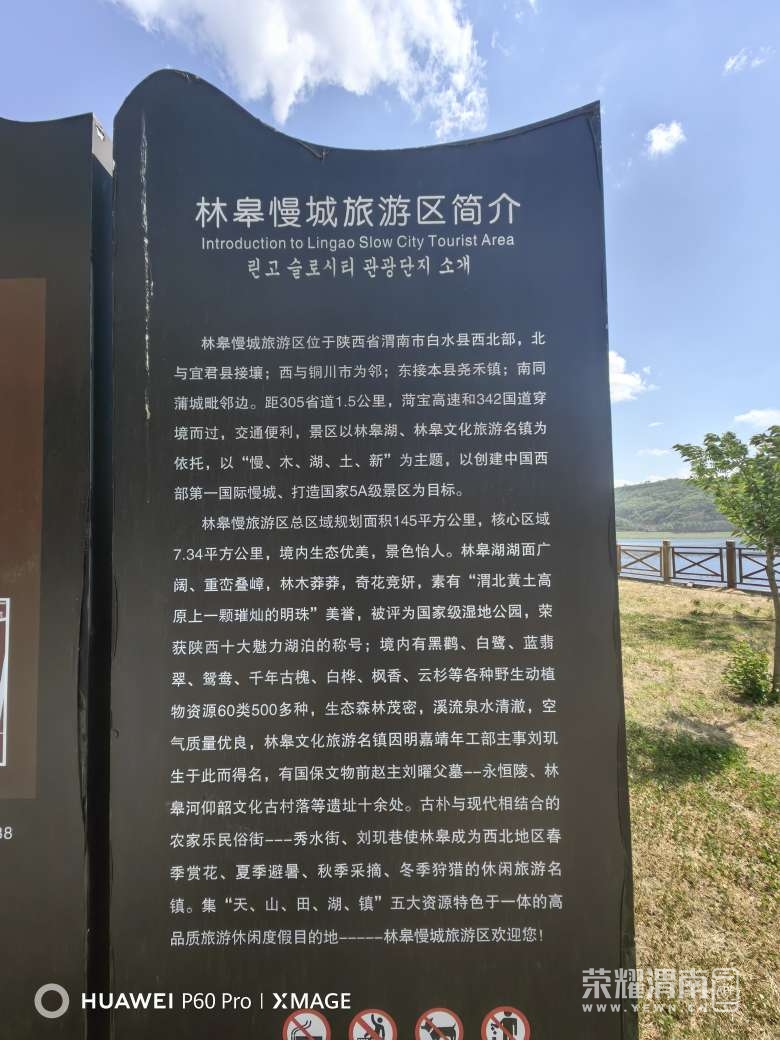 林皋慢城旅游区简介
Introduction to Lingao Slow City Tourist Area
린고 슬로시티 관광단지 소개
林皋慢城旅游区位于陕西省渭南市白水县西北部，北
与宜君县接壤；西与铜川市为邻；东接本县尧禾镇；南同
蒲城毗邻边。距305省道1.5公里，菏宝高速和342国道穿
境而过，交通便利，景区以林皋湖、林皋文化旅游名镇为
依托，以“慢、木、湖、土、新”为主题，以创建中国西
部第一国际慢城、打造国家5A级景区为目标。
林皋慢旅游区总区域规划面积145平方公里，核心区域
7.34平方公里，境内生态优美，景色怡人。林皋湖湖面广
阔、重峦叠嶂，林木莽莽，奇花竞妍，素有“渭北黄土高
原上一颗璀灿的明珠”美誉，被评为国家级湿地公园，荣
获陕西十大魅力湖泊的称号；境内有黑鹳、白鹭、蓝翡
翠、鸳鸯、千年古槐、白桦、枫香、云杉等各种野生动植
物资源60类500多种，生态森林茂密，溪流泉水清澈，空
气质量优良，林皋文化旅游名镇因明嘉靖年工部主事刘玑
生于此而得名，有国保文物前赵主刘曜父墓--永恒陵、林
皋河仰韶文化古村落等遗址十余处。古朴与现代相结合的
农家乐民俗街---秀水街、刘玑巷使林皋成为西北地区春
季赏花、夏季避暑、秋季采摘、冬季狩猎的休闲旅游名
镇。集“天、山、田、湖、镇”五大资源特色于一体的高
品质旅游休闲度假目的地-----林皋慢城旅游区欢迎您！
38
HUAWEI P60 Pro | XMAGE
荣耀渭南
WWW.YEWN.CN